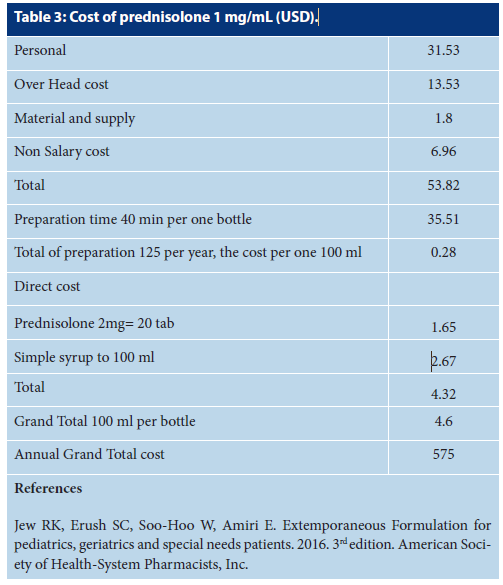 Table 3: Cost of prednisolone 1 mg/mL (USD).
Personal 31.53
Over Head cost 13.53
Material and supply 1.8
Non Salary cost 6.96
Total 53.82
Preparation time 40 min per one bottle 35.51
Total of preparation 125 per year, the cost per one 100 ml 0.28
Direct cost
Prednisolone 2mg= 20 tab 1.65
Simple syrup to 100 ml 2.67
Total 4.32
Grand Total 100 ml per bottle 4.6
Annual Grand Total cost 575
References
Jew RK, Erush SC, Soo-Hoo W, Amiri E. Extemporaneous Formulation for
pediatrics, geriatrics and special needs patients. 2016. 3rd edition. American Soci-
ety of Health-System Pharmacists, Inc.